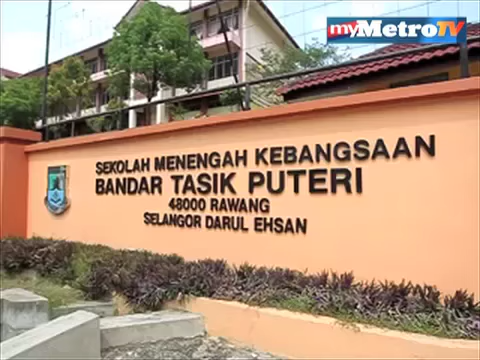 myMetroTV
SEKOLAH MENENGAH KEBANGSAAN
BANDAR TASIK PUTERI
48000 RAWANG
SELANGOR DARUL EHSAN